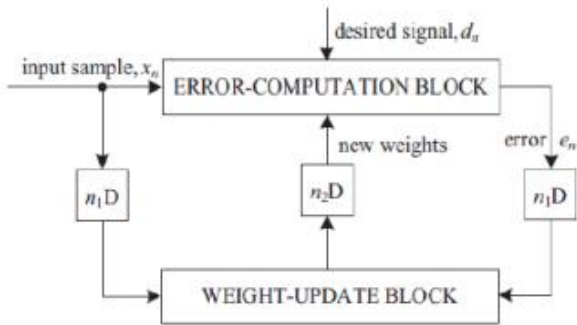 desired signal, dn
input sample, xn
ERROR-COMPUTATION BLOCK
new weights
error en
n1D
n2D
n1D
WEIGHT-UPDATE BLOCK